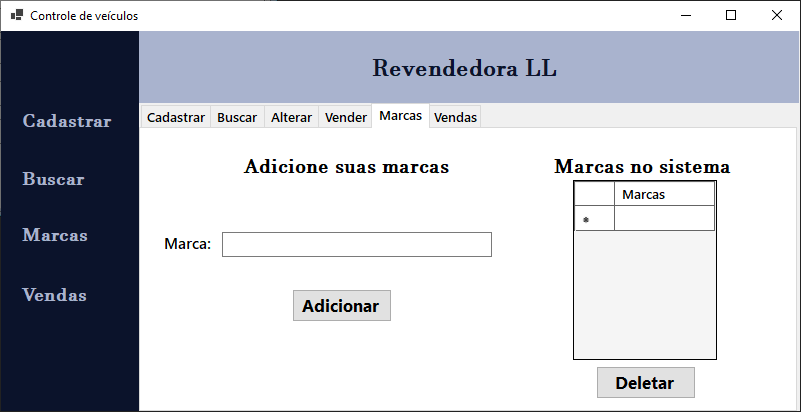 Controle de veículos
Revendedora LL
Cadastrar
Buscar
Marcas
Vendas
Cadastrar Buscar Alterar Vender Marcas Vendas
Adicione suas marcas
Marca:
Adicionar
Marcas no sistema
Marcas
*
Deletar